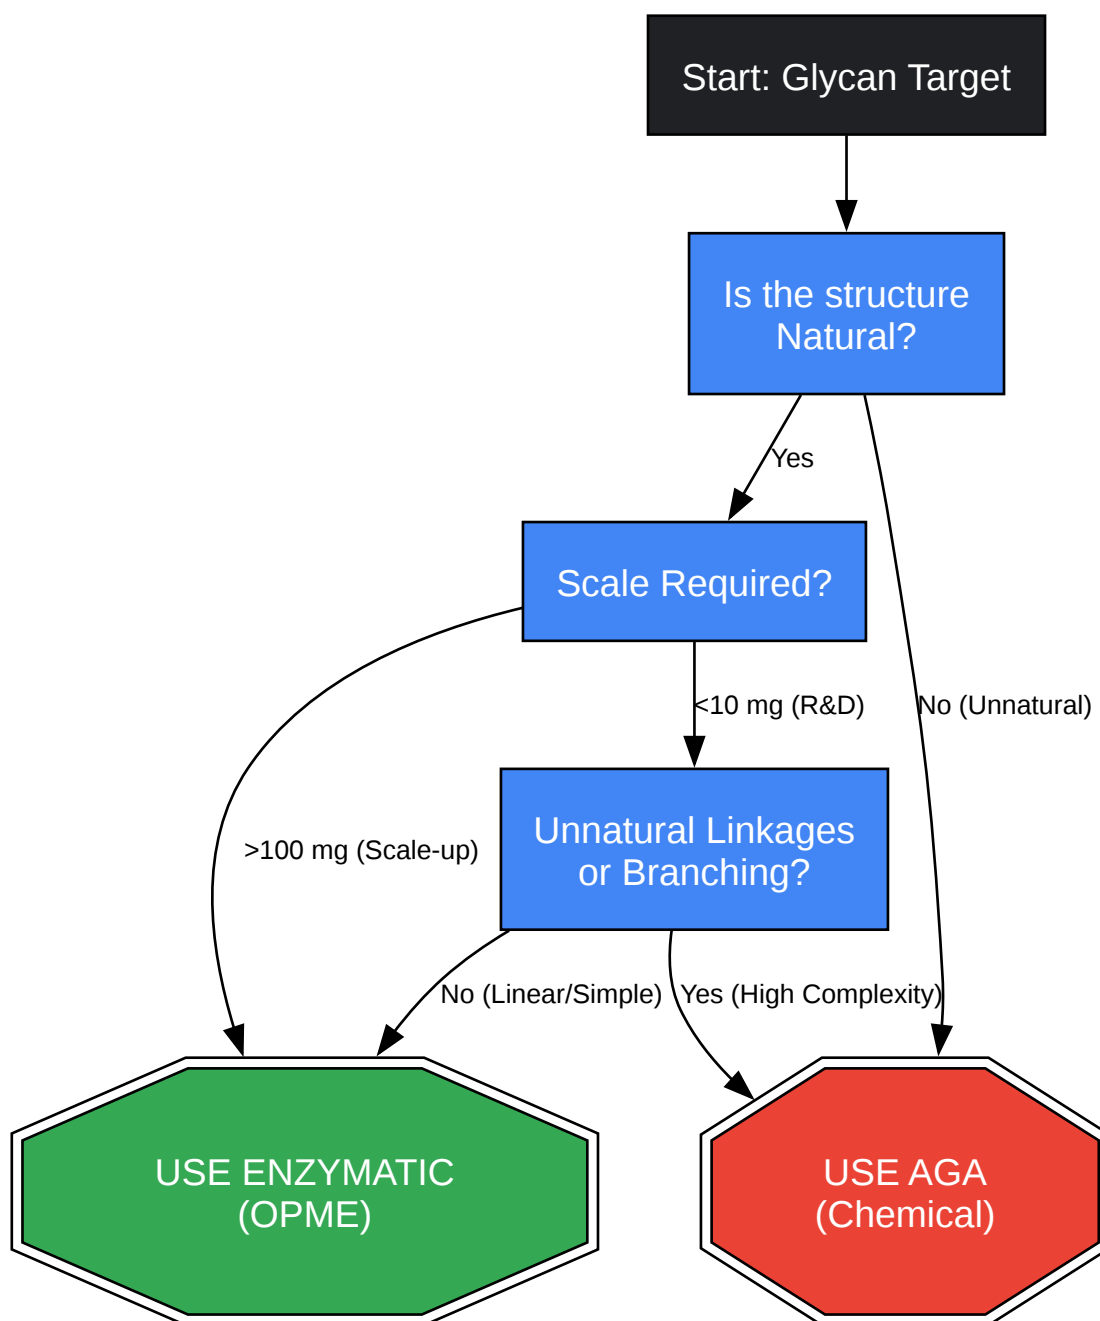 Start: Glycan Target
Is the structure
Natural?
Yes
Scale Required?
<10 mg (R&D)
No (Unnatural)
Unnatural Linkages
or Branching?
>100 mg (Scale-up)
No (Linear/Simple)
Yes (High Complexity)
USE ENZYMATIC
(OPME)
USE AGA
(Chemical)